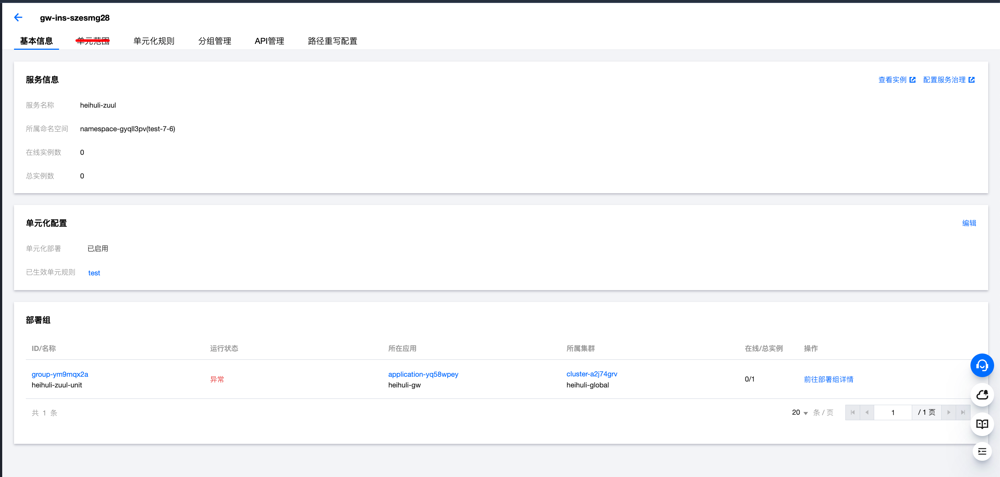 gw-ins-szesmg28
基本信息 单元范围 单元化规则 分组管理 API管理 路径重写配置
服务信息 查看实例 配置服务治理
服务名称 heihuli-zuul
所属命名空间 namespace-gyqll3pv(test-7-6)
在线实例数 0
总实例数 0
单元化配置 编辑
单元化部署 已启用
已生效单元规则 test
部署组
ID/名称 运行状态 所在应用 所属集群 在线/总实例 操作
group-ym9mqx2a application-yq58wpey cluster-a2j74grv
异常 0/1 前往部署组详情
heihuli-zuul-unit heihuli-gw heihuli-global
共 1 条 20 条 / 页 1 / 1 页